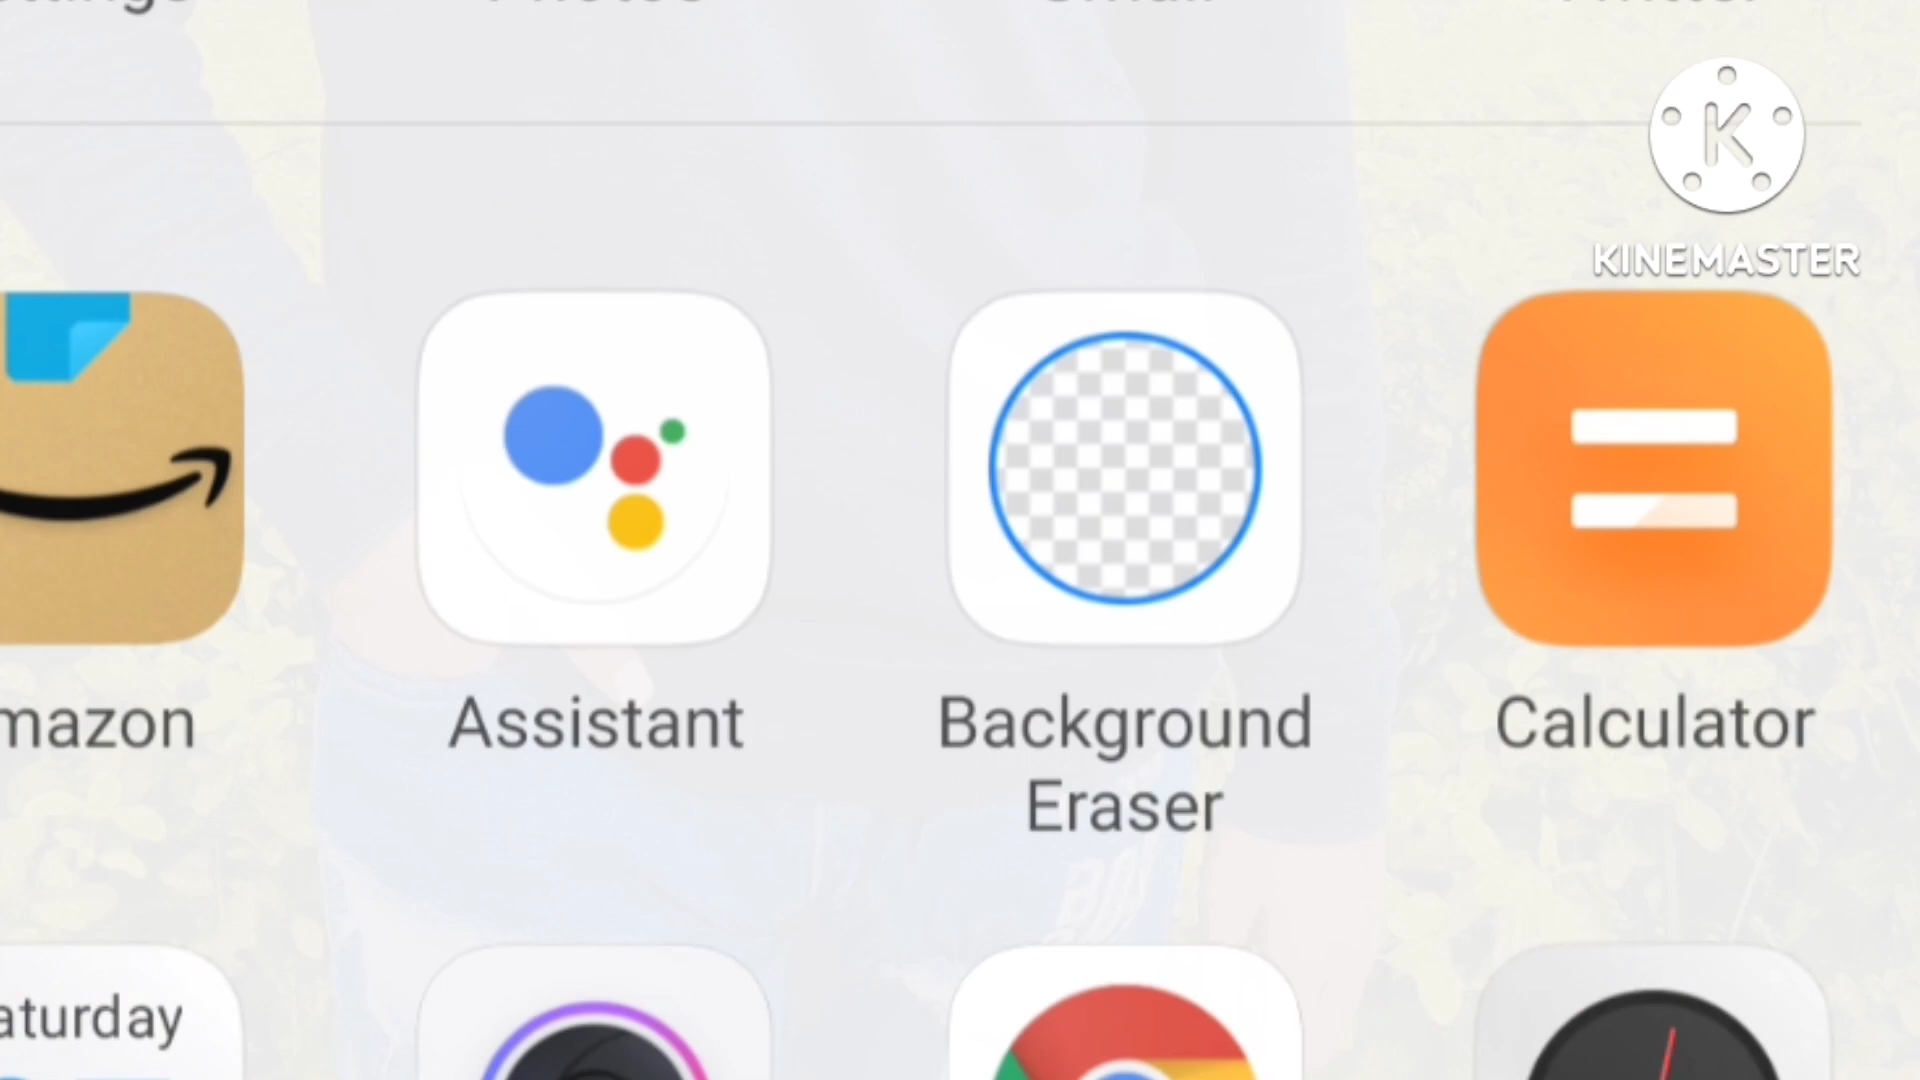 K
KINEMASTER
mazon
Assistant
Background
Eraser
Calculator
aturday